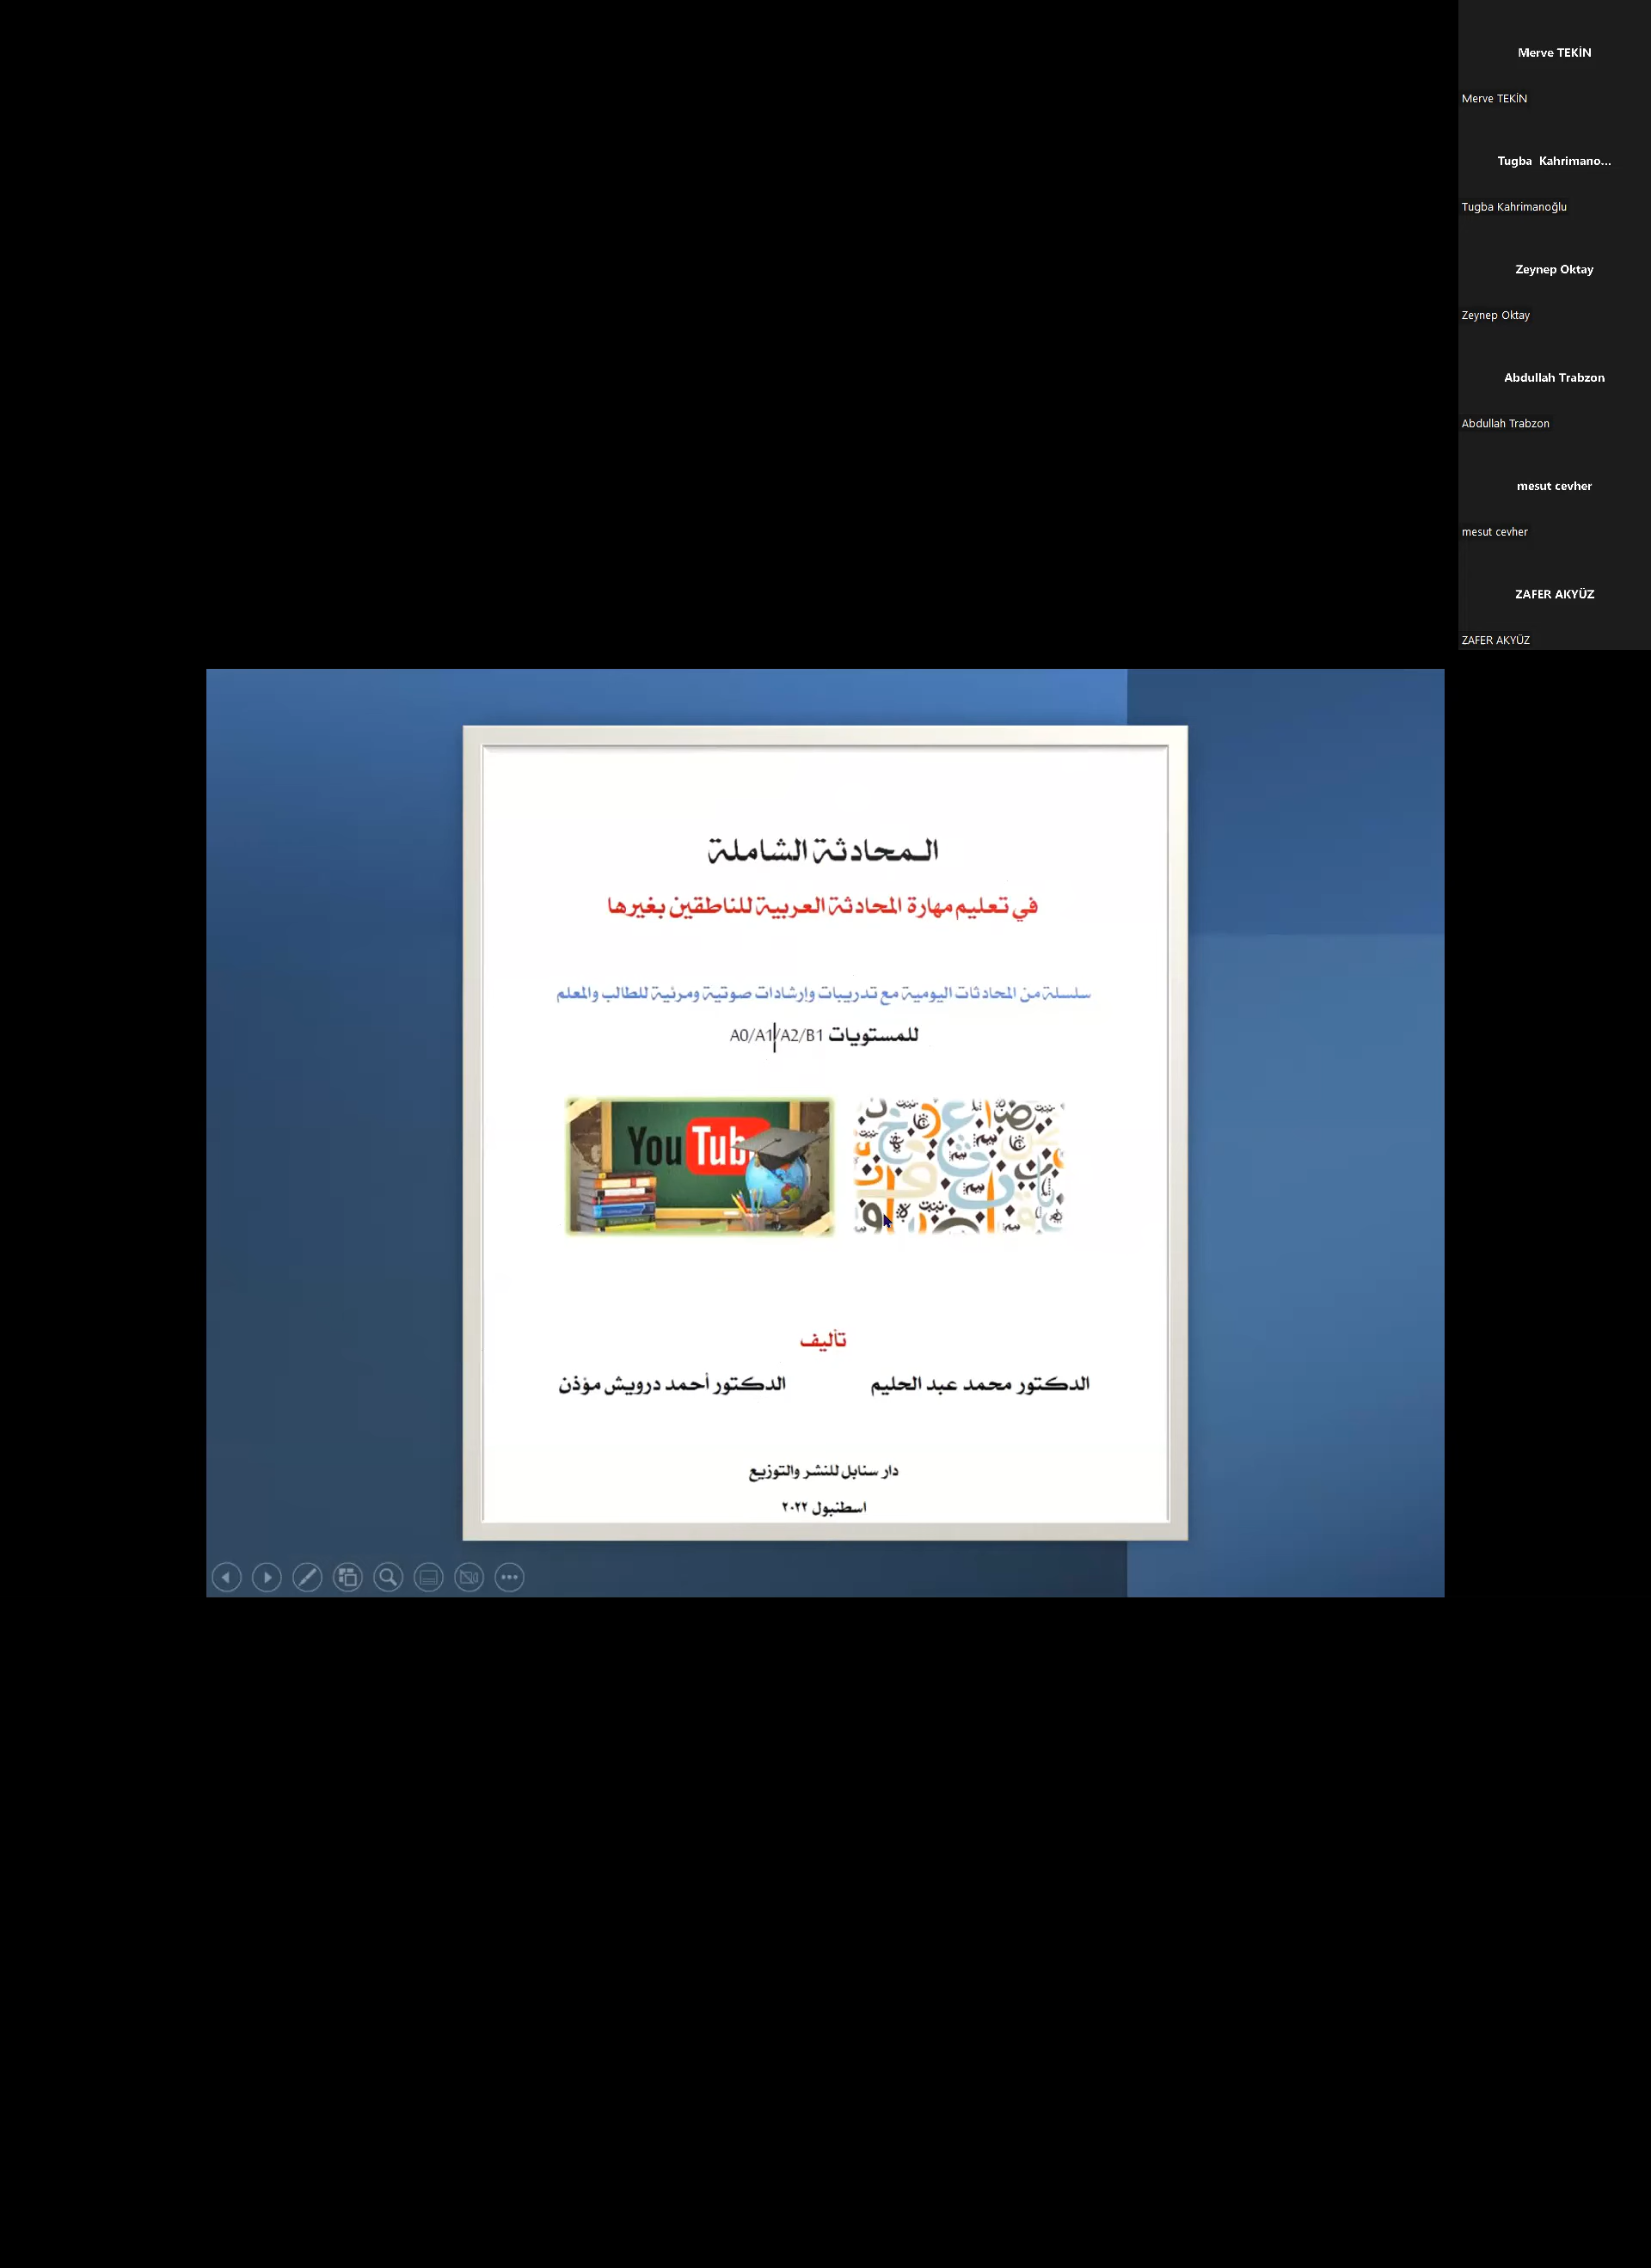 Merve TEKİN
Merve TEKİN
Tugba Kahrimano...
Tugba Kahrimanoğlu
Zeynep Oktay
Zeynep Oktay
Abdullah Trabzon
Abdullah Trabzon
mesut cevher
mesut cevher
ZAFER AKYÜZ
ZAFER AKYÜZ
الـمحادثة الشاملة
في تعليم مهارة المحادثة العربية للناطقين بغيرها
سلسلة من المحادثات اليومية مع تدريبات وإرشادات صوتية ومرئية للطالب والمعلم
للمستويات A0/A1/A2/B1
You Tub
تأليف
الدكتور محمد عبد الحليم الدكتور أحمد درويش مؤذن
دار سنابل للنشر والتوزيع
اسطنبول ٢٠٢٢